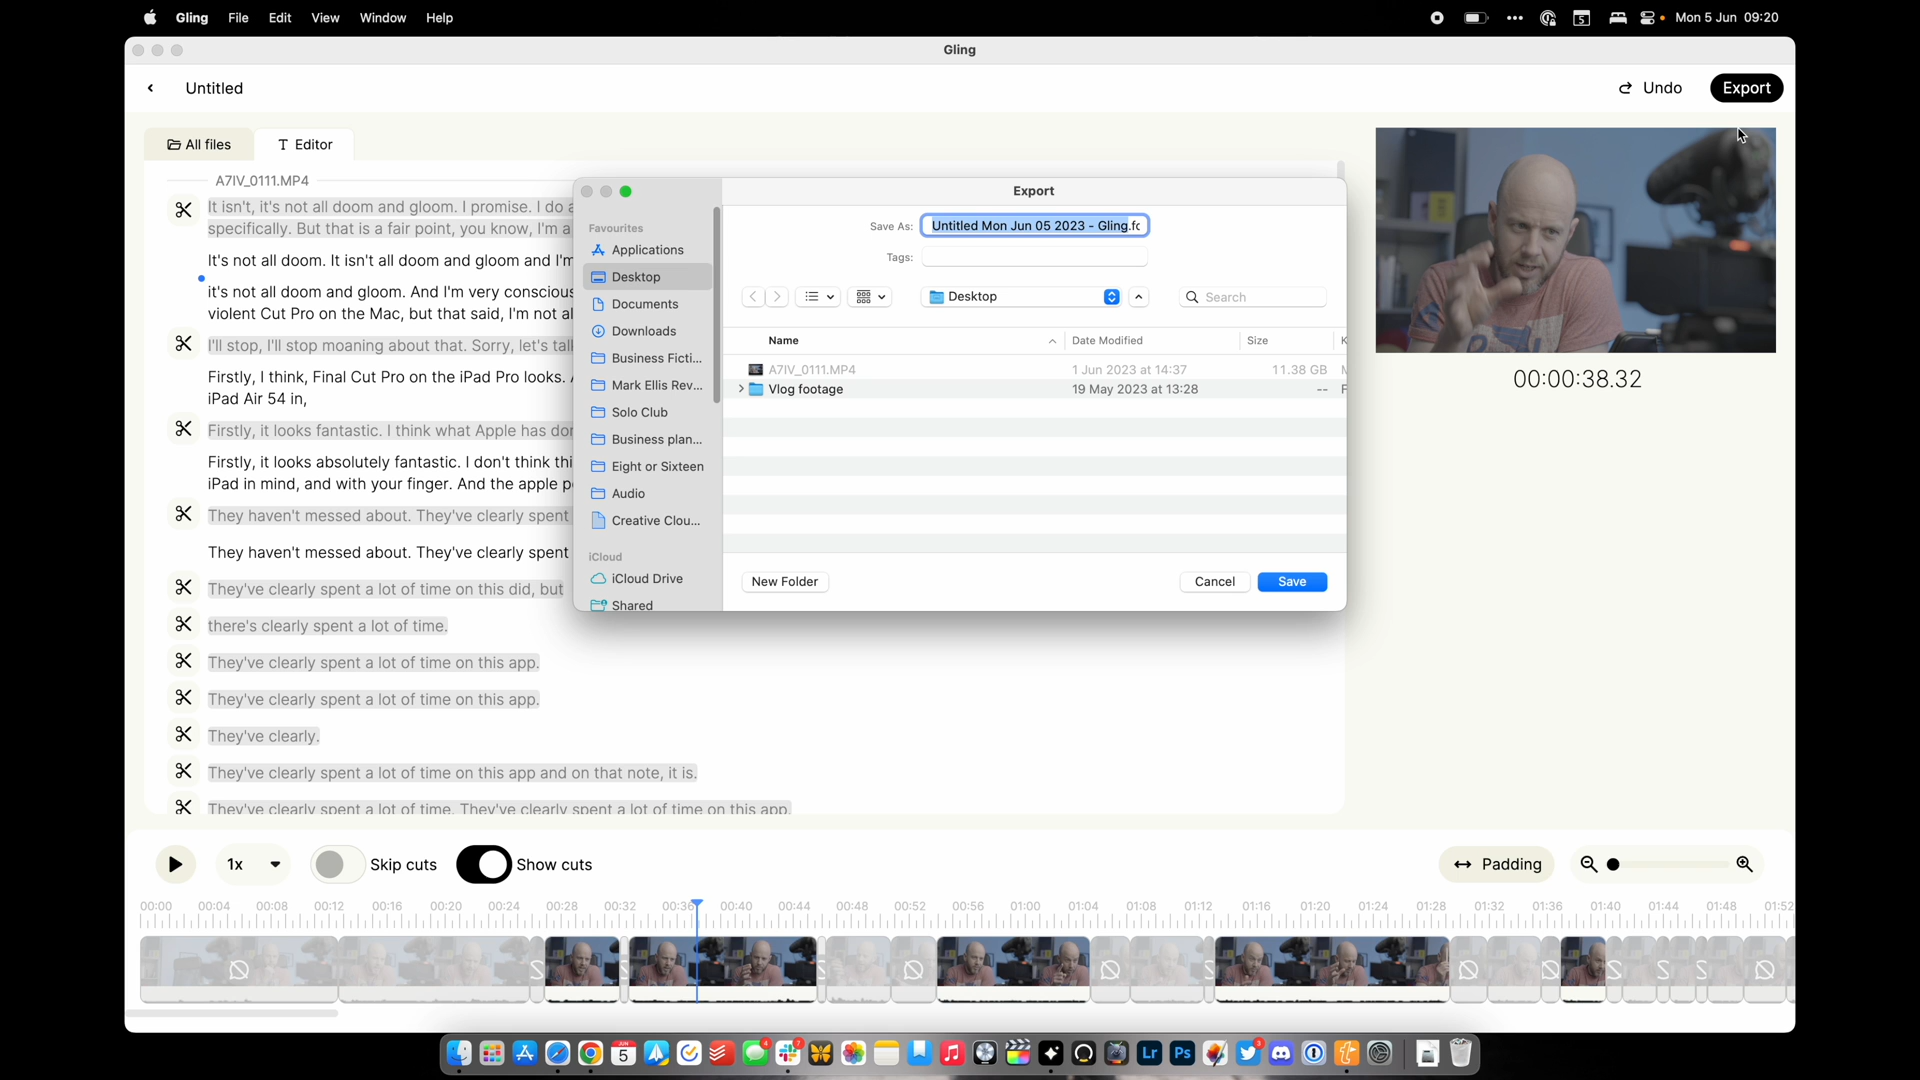 Gling File Edit View Window Help
5 Mon 5 Jun 09:20
Gling
Untitled
Undo Export
All files Editor
A7IV_0111.MP4
It isn't, it's not all doom and gloom. I promise. I do a
specifically. But that is a fair point, you know, I'm a
It's not all doom. It isn't all doom and gloom and I'm
it's not all doom and gloom. And I'm very conscious
violent Cut Pro on the Mac, but that said, I'm not al
I'll stop, I'll stop moaning about that. Sorry, let's tal
Firstly, I think, Final Cut Pro on the iPad Pro looks.
iPad Air 54 in,
Firstly, it looks fantastic. I think what Apple has do
Firstly, it looks absolutely fantastic. I don't think thi
iPad in mind, and with your finger. And the apple p
They haven't messed about. They've clearly spent
They haven't messed about. They've clearly spent
They've clearly spent a lot of time on this did, but
there's clearly spent a lot of time.
They've clearly spent a lot of time on this app.
They've clearly spent a lot of time on this app.
They've clearly.
They've clearly spent a lot of time on this app and on that note, it is.
They've clearly spent a lot of time. They've clearly spent a lot of time on this app.
Export
Save As: Untitled Mon Jun 05 2023 - Gling.fc
Tags:
Desktop
Search
Favourites
Applications
Desktop
Documents
Downloads
Business Ficti...
Mark Ellis Rev...
Solo Club
Business plan...
Eight or Sixteen
Audio
Creative Clou...
iCloud
iCloud Drive
Shared
Name Date Modified Size K
A7IV_0111.MP4 1 Jun 2023 at 14:37 11.38 GB M
Vlog footage 19 May 2023 at 13:28 -- F
New Folder Cancel Save
00:00:38.32
1x Skip cuts Show cuts Padding
00:00 00:04 00:08 00:12 00:16 00:20 00:24 00:28 00:32 00:36 00:40 00:44 00:48 00:52 00:56 01:00 01:04 01:08 01:12 01:16 01:20 01:24 01:28 01:32 01:36 01:40 01:44 01:48 01:52
JUN 5 4 7 Lr Ps 3